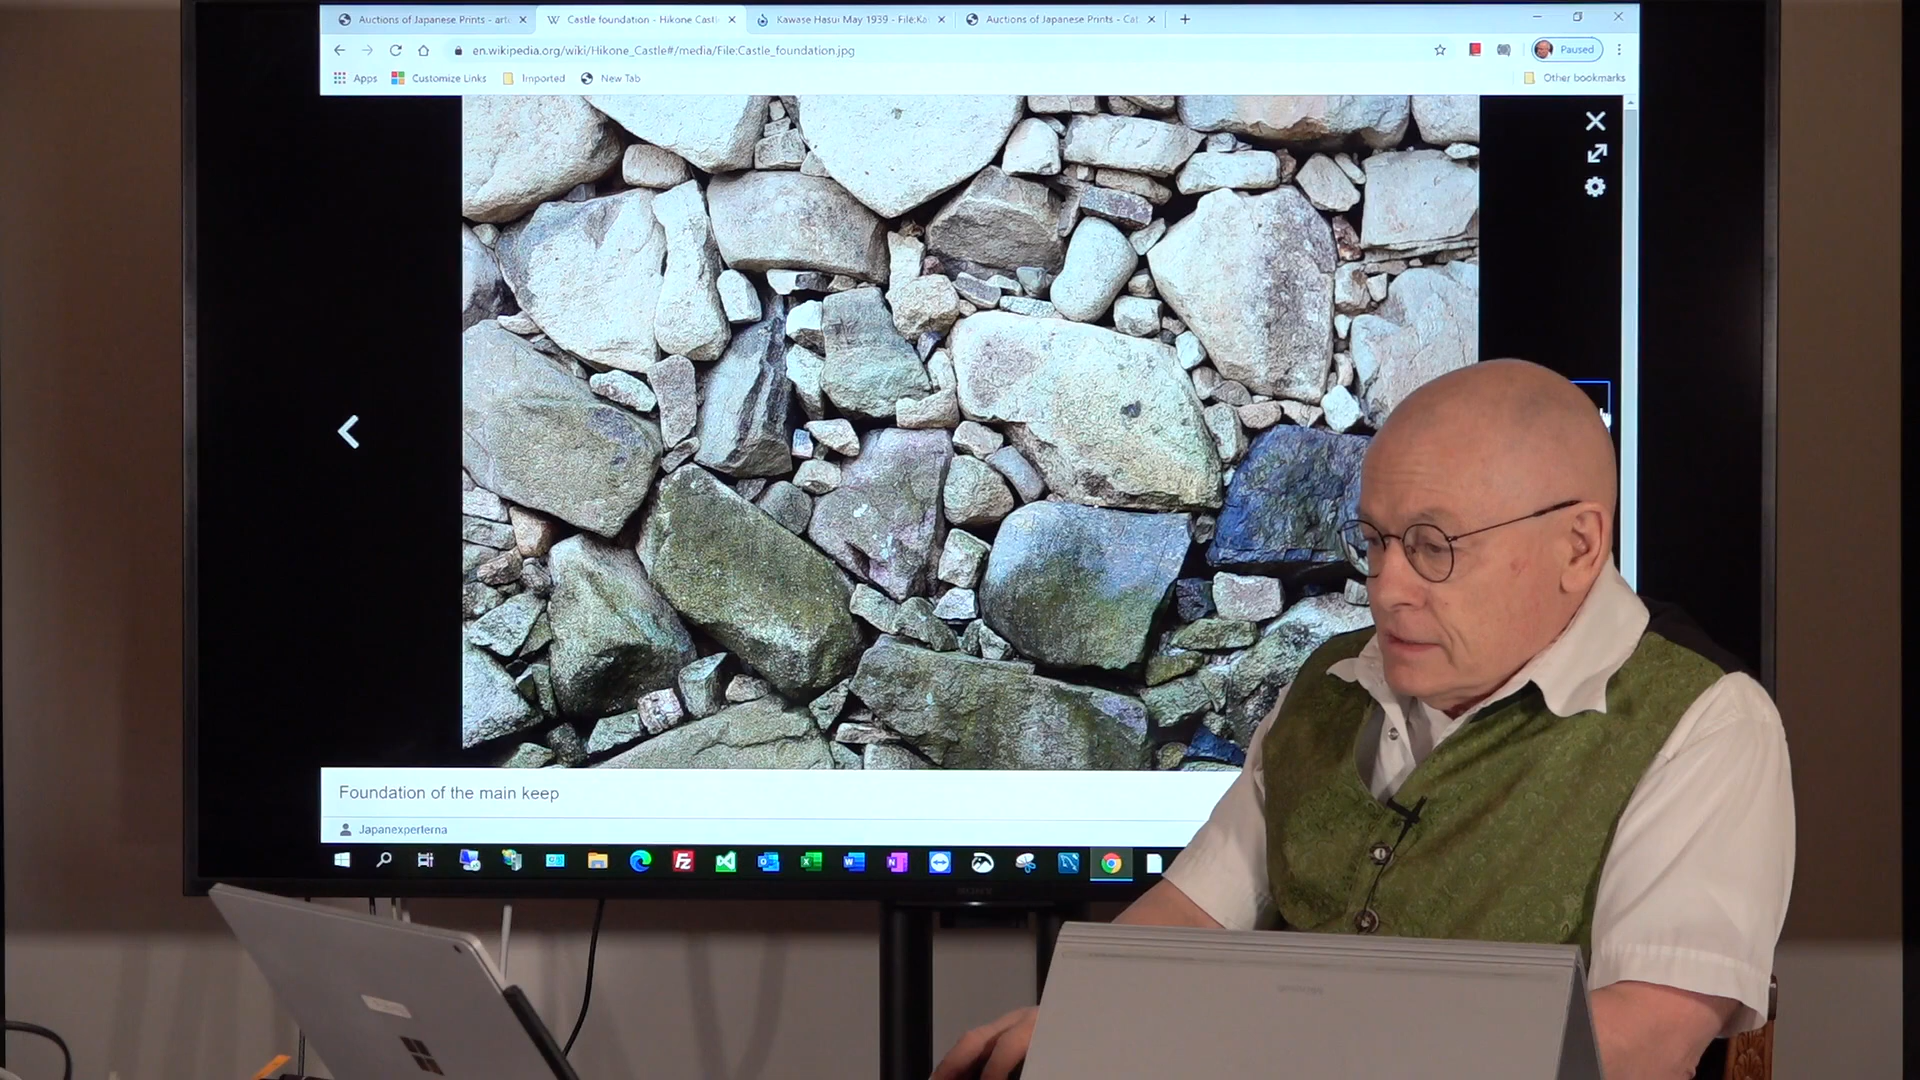 Auctions of Japanese Prints - art
Castle foundation - Hikone Castl
Kawase Hasui May 1939 - File:Ka
Auctions of Japanese Prints - Cat
en.wikipedia.org/wiki/Hikone_Castle#/media/File:Castle_foundation.jpg
Paused
Apps
Customize Links
Imported
New Tab
Other bookmarks
Foundation of the main keep
Japanexperterna
Microsoft